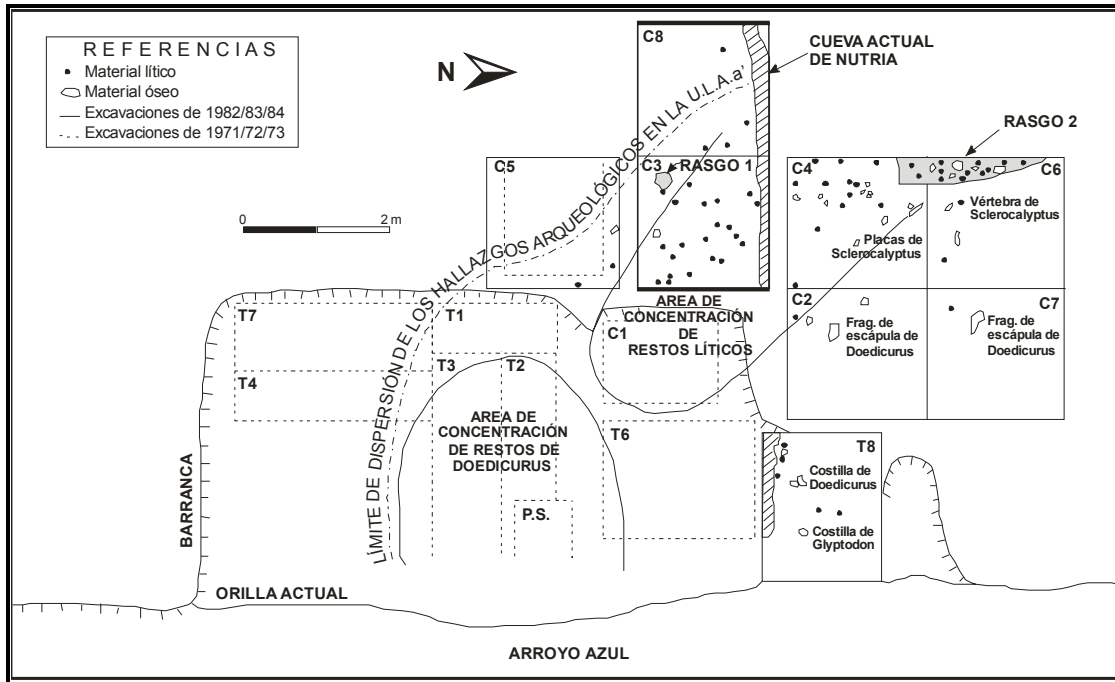 REFERENCIAS
Material lítico
Material óseo
Excavaciones de 1982/83/84
Excavaciones de 1971/72/73
N
0 2 m
C8
CUEVA ACTUAL
DE NUTRIA
LÍMITE DE DISPERSIÓN DE LOS HALLAZGOS ARQUEOLÓGICOS EN LA U.L.A.a'
RASGO 2
C5
C3
RASGO 1
C4
C6
Vértebra de
Sclerocalyptus
Placas de
Sclerocalyptus
AREA DE
CONCENTRACIÓN
DE
RESTOS LÍTICOS
C2
C7
Frag. de
escápula de
Doedicurus
Frag. de
escápula de
Doedicurus
T7
T1
C1
T4
T3
T2
AREA DE
CONCENTRACIÓN
DE RESTOS DE
DOEDICURUS
T6
T8
Costilla de
Doedicurus
Costilla de
Glyptodon
P.S.
BARRANCA
ORILLA ACTUAL
ARROYO AZUL